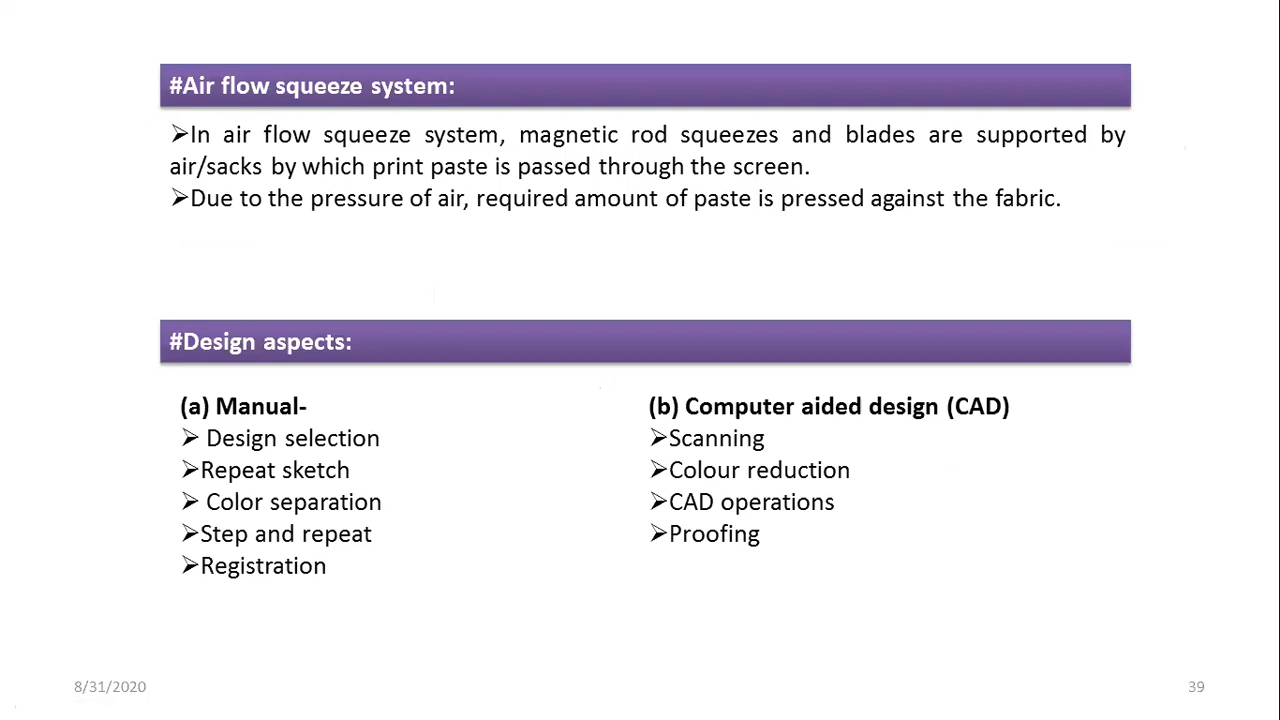 #Air flow squeeze system:
➢In air flow squeeze system, magnetic rod squeezes and blades are supported by
air/sacks by which print paste is passed through the screen.
➢Due to the pressure of air, required amount of paste is pressed against the fabric.
#Design aspects:
(a) Manual-
➢ Design selection
➢Repeat sketch
➢ Color separation
➢Step and repeat
➢Registration
(b) Computer aided design (CAD)
➢Scanning
➢Colour reduction
➢CAD operations
➢Proofing
8/31/2020
39